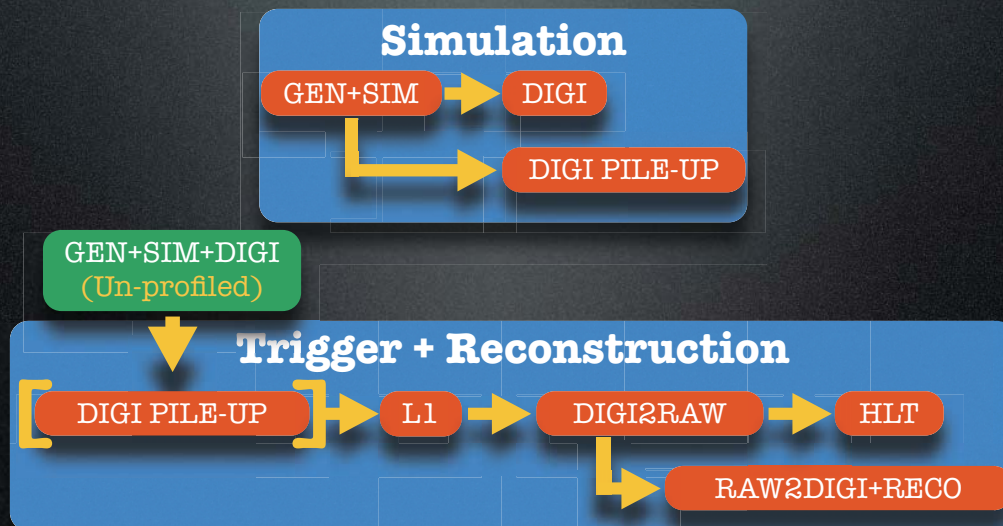 Simulation
GEN+SIM
DIGI
DIGI PILE-UP
GEN+SIM+DIGI
(Un-profiled)
Trigger + Reconstruction
DIGI PILE-UP
L1
DIGI2RAW
HLT
RAW2DIGI+RECO